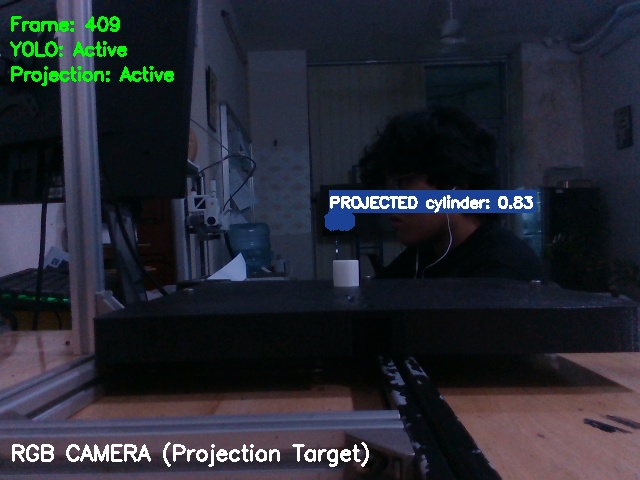 Frame: 409
YOLO: Active
Projection: Active
PROJECTED cylinder: 0.83
RGB CAMERA (Projection Target)